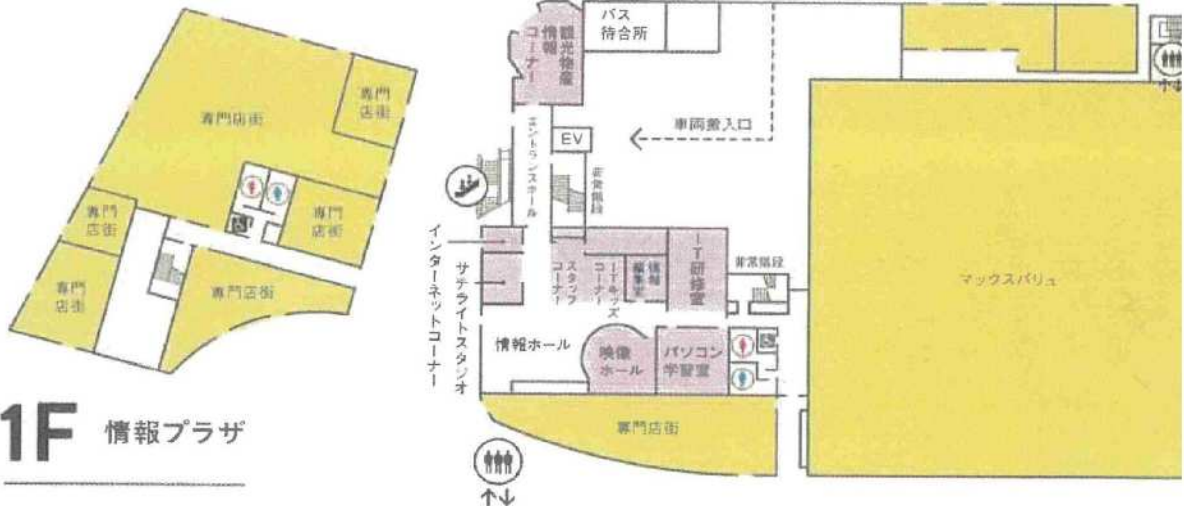 専門店街
専門
店街
専門
店街
専門
店街
専門
店街
専門店街
1F 情報プラザ
観光物産
情報
コーナー
バス
待合所
エントランスホール
EV
非常階段
車両搬入口
インターネットコーナー
サテライトスタジオ
スタッフ
コーナー
ITキッズ
コーナー
情報
編集室
IT研修室
非常階段
情報ホール
映像
ホール
パソコン
学習室
専門店街
マックスバリュ